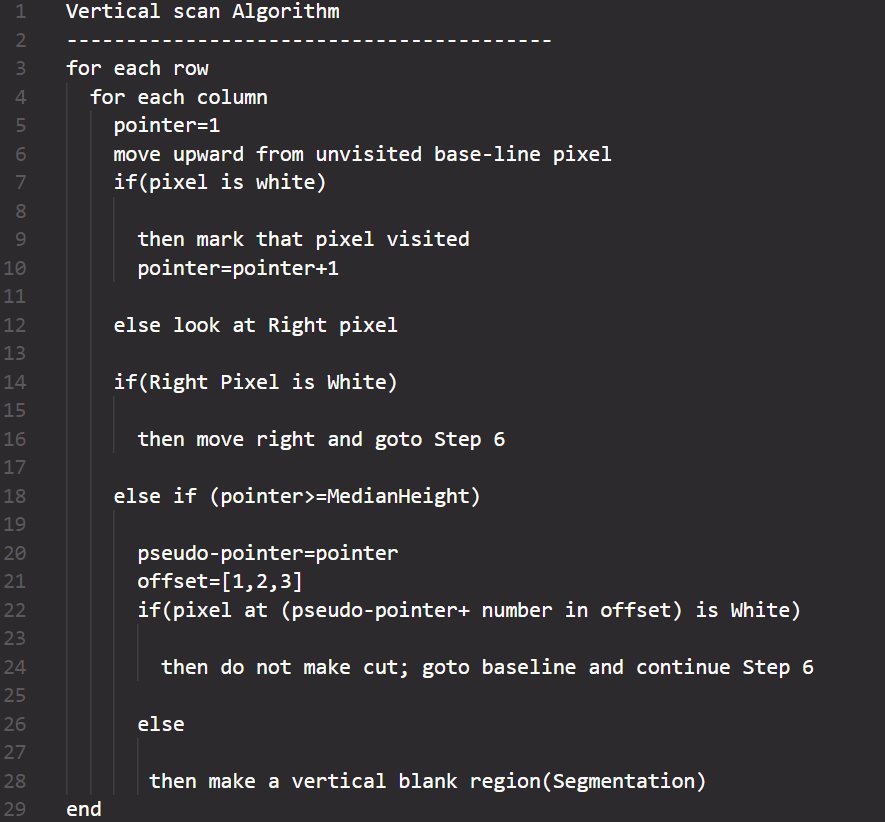 1 Vertical scan Algorithm
2 -----------------------------------------
3 for each row
4 for each column
5 pointer=1
6 move upward from unvisited base-line pixel
7 if(pixel is white)
8
9 then mark that pixel visited
10 pointer=pointer+1
11
12 else look at Right pixel
13
14 if(Right Pixel is White)
15
16 then move right and goto Step 6
17
18 else if (pointer>=MedianHeight)
19
20 pseudo-pointer=pointer
21 offset=[1,2,3]
22 if(pixel at (pseudo-pointer+ number in offset) is White)
23
24 then do not make cut; goto baseline and continue Step 6
25
26 else
27
28 then make a vertical blank region(Segmentation)
29 end